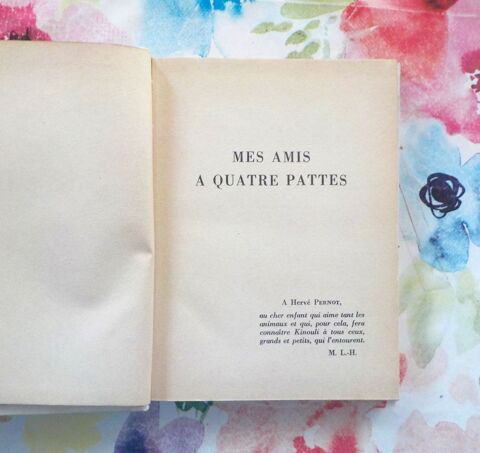 MES AMIS
A QUATRE PATTES
A Hervé PERNOT,
au cher enfant qui aime tant les
animaux et qui, pour cela, fera
connaître Kinouli à tous ceux,
grands et petits, qui l'entourent.
M. L.-H.